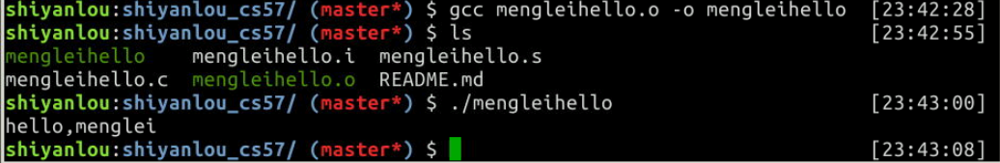 shiyanlou:shiyanlou_cs57/ (master*) $ gcc mengleihello.o -o mengleihello [23:42:28]
shiyanlou:shiyanlou_cs57/ (master*) $ ls [23:42:55]
mengleihello mengleihello.i mengleihello.s
mengleihello.c mengleihello.o README.md
shiyanlou:shiyanlou_cs57/ (master*) $ ./mengleihello [23:43:00]
hello,menglei
shiyanlou:shiyanlou_cs57/ (master*) $ [23:43:08]